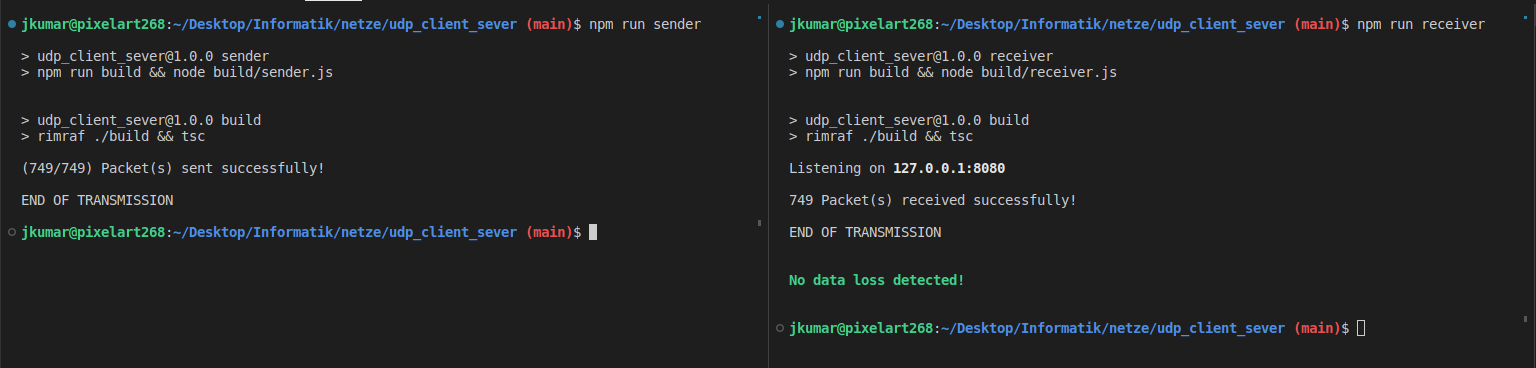 jkumar@pixelart268:~/Desktop/Informatik/netze/udp_client_sever (main)$ npm run sender
> udp_client_sever@1.0.0 sender
> npm run build && node build/sender.js
> udp_client_sever@1.0.0 build
> rimraf ./build && tsc
(749/749) Packet(s) sent successfully!
END OF TRANSMISSION
jkumar@pixelart268:~/Desktop/Informatik/netze/udp_client_sever (main)$
jkumar@pixelart268:~/Desktop/Informatik/netze/udp_client_sever (main)$ npm run receiver
> udp_client_sever@1.0.0 receiver
> npm run build && node build/receiver.js
> udp_client_sever@1.0.0 build
> rimraf ./build && tsc
Listening on 127.0.0.1:8080
749 Packet(s) received successfully!
END OF TRANSMISSION
No data loss detected!
jkumar@pixelart268:~/Desktop/Informatik/netze/udp_client_sever (main)$